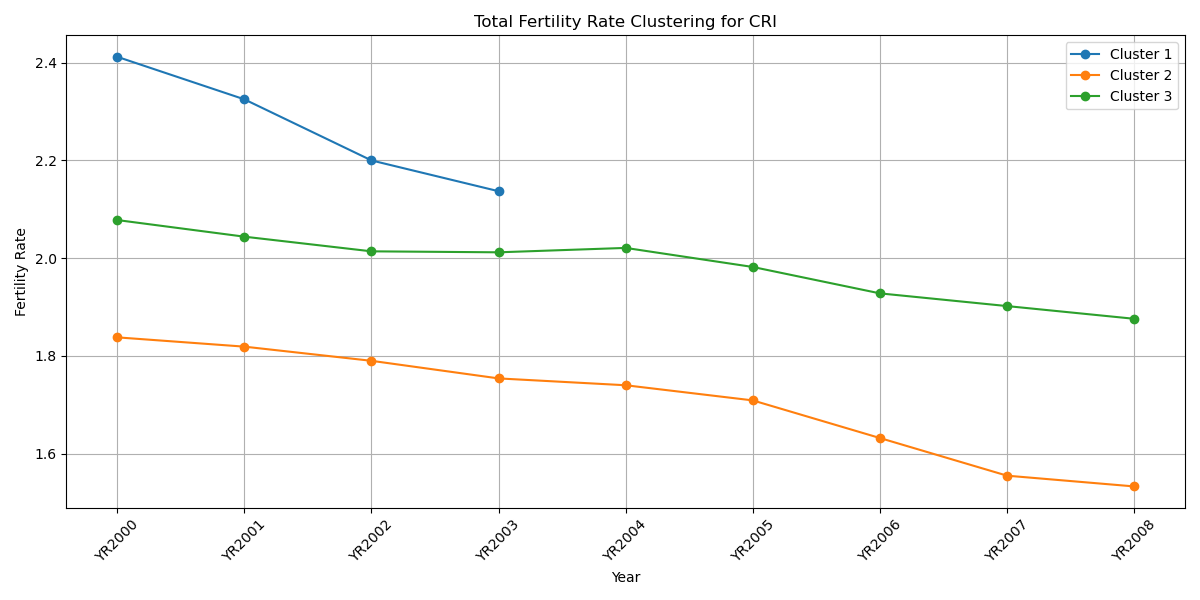 Total Fertility Rate Clustering for CRI
Cluster 1
Cluster 2
Cluster 3
Fertility Rate
2.4
2.2
2.0
1.8
1.6
YR2000
YR2001
YR2002
YR2003
YR2004
YR2005
YR2006
YR2007
YR2008
Year